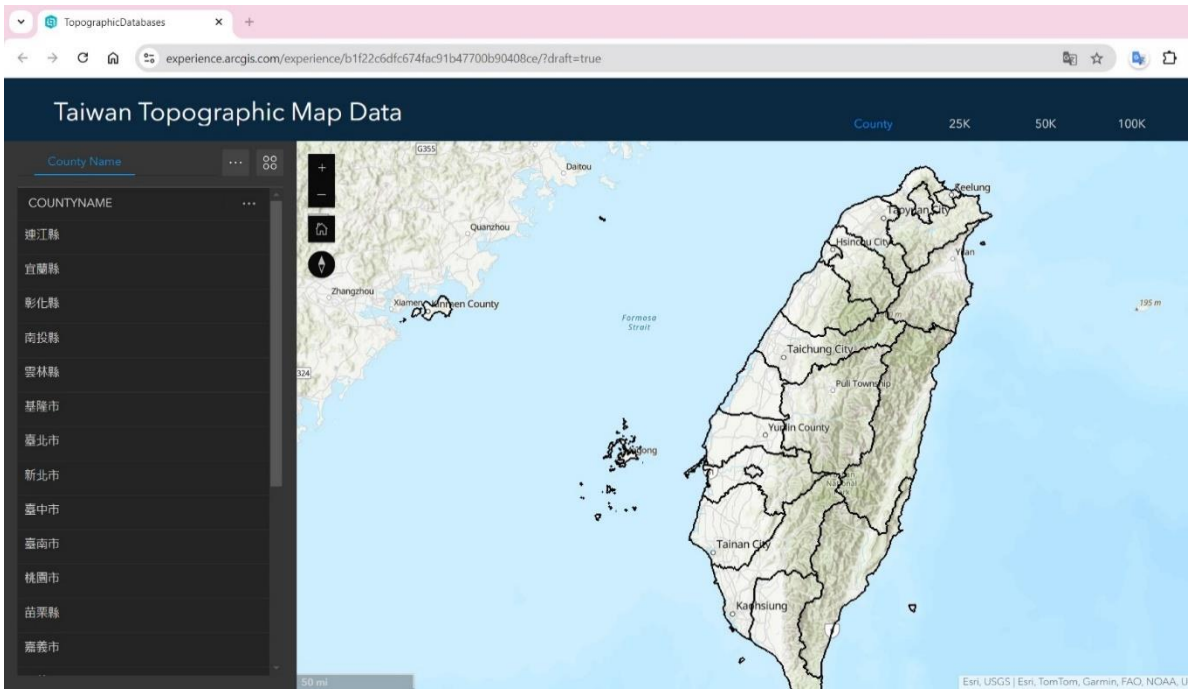 TopographicDatabases
experience.arcgis.com/experience/b1f22c6dfc674fac91b47700b90408ce/?draft=true
Taiwan Topographic Map Data
County 25K 50K 100K
County Name
COUNTYNAME
連江縣
宜蘭縣
彰化縣
南投縣
雲林縣
基隆市
臺北市
新北市
臺中市
臺南市
桃園市
苗栗縣
嘉義市
G355
Daitou
Quanzhou
Zhangzhou
Xiamen
Kinmen County
324
Formosa
Strait
Keelung
Taoyuan City
Hsinchu City
Yilan
195 m
Taichung City
Puli Township
Yunlin County
Tainan City
Kaohsiung
50 mi
Esri, USGS | Esri, TomTom, Garmin, FAO, NOAA, U